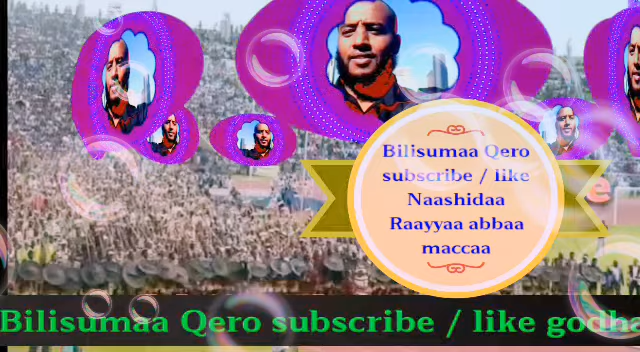 Bilisumaa Qero
subscribe / like
Naashidaa
Raayyaa abbaa
maccaa
Bilisumaa Qero subscribe / like godha